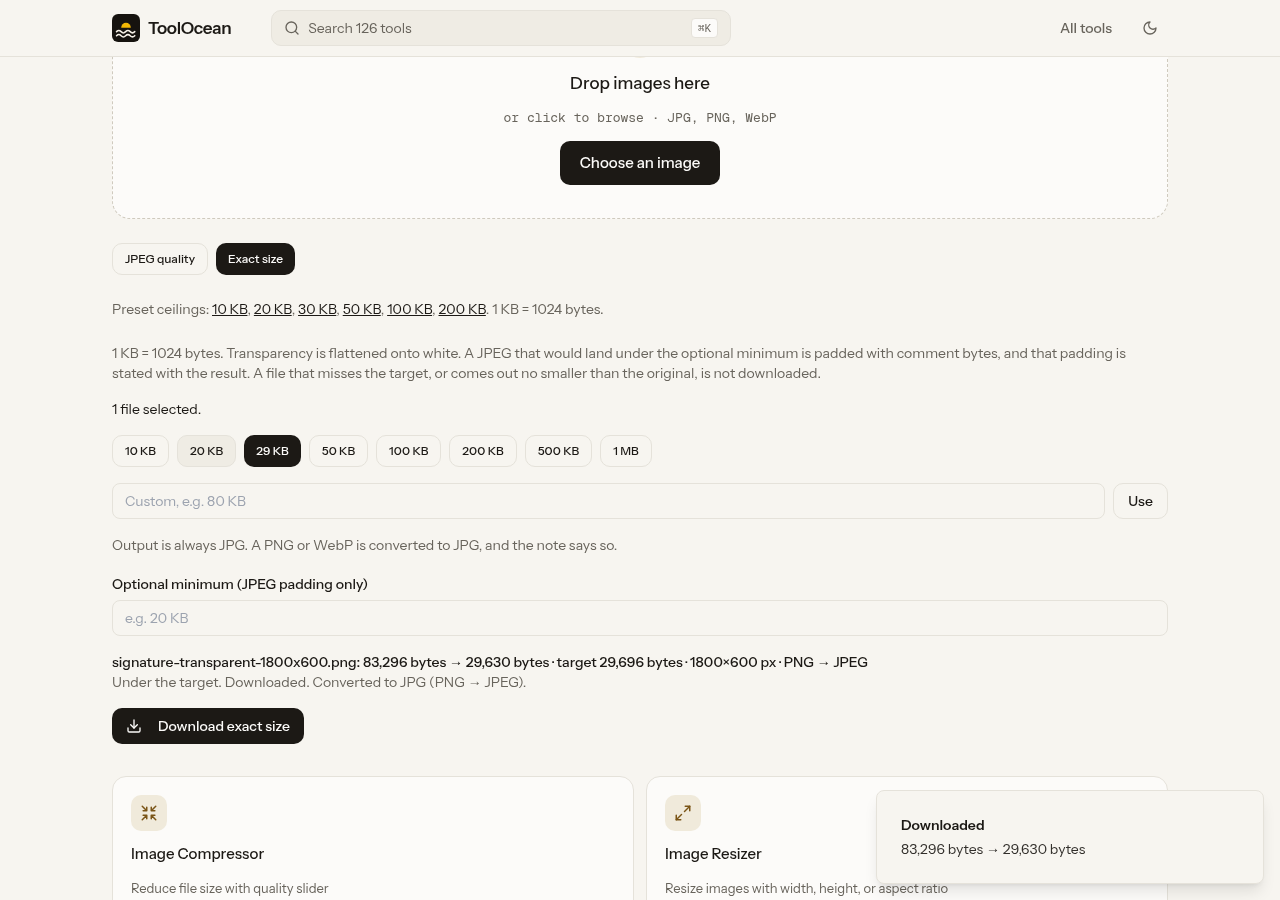 ToolOcean
Search 126 tools
⌘K
All tools
Drop images here
or click to browse · JPG, PNG, WebP
Choose an image
JPEG quality
Exact size
Preset ceilings: 10 KB, 20 KB, 30 KB, 50 KB, 100 KB, 200 KB. 1 KB = 1024 bytes.
1 KB = 1024 bytes. Transparency is flattened onto white. A JPEG that would land under the optional minimum is padded with comment bytes, and that padding is
stated with the result. A file that misses the target, or comes out no smaller than the original, is not downloaded.
1 file selected.
10 KB
20 KB
29 KB
50 KB
100 KB
200 KB
500 KB
1 MB
Custom, e.g. 80 KB
Use
Output is always JPG. A PNG or WebP is converted to JPG, and the note says so.
Optional minimum (JPEG padding only)
e.g. 20 KB
signature-transparent-1800x600.png: 83,296 bytes → 29,630 bytes · target 29,696 bytes · 1800×600 px · PNG → JPEG
Under the target. Downloaded. Converted to JPG (PNG → JPEG).
Download exact size
Image Compressor
Reduce file size with quality slider
Image Resizer
Resize images with width, height, or aspect ratio
Downloaded
83,296 bytes → 29,630 bytes